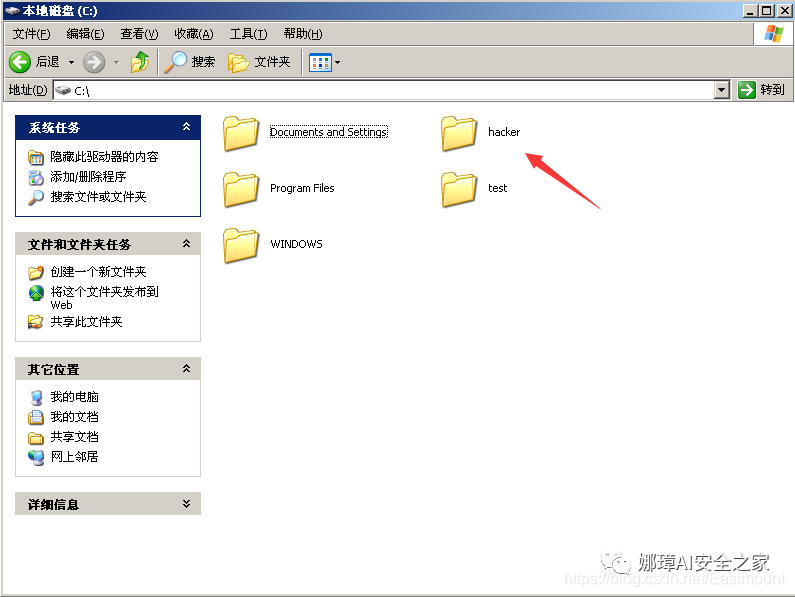 本地磁盘 (C:)
文件(F) 编辑(E) 查看(V) 收藏(A) 工具(T) 帮助(H)
后退 搜索 文件夹
地址(D) C:\ 转到
系统任务
隐藏此驱动器的内容
添加/删除程序
搜索文件或文件夹
文件和文件夹任务
创建一个新文件夹
将这个文件夹发布到
Web
共享此文件夹
其它位置
我的电脑
我的文档
共享文档
网上邻居
详细信息
Documents and Settings hacker
Program Files test
WINDOWS
娜璋AI安全之家
https://blog.csdn.net/Eastmount